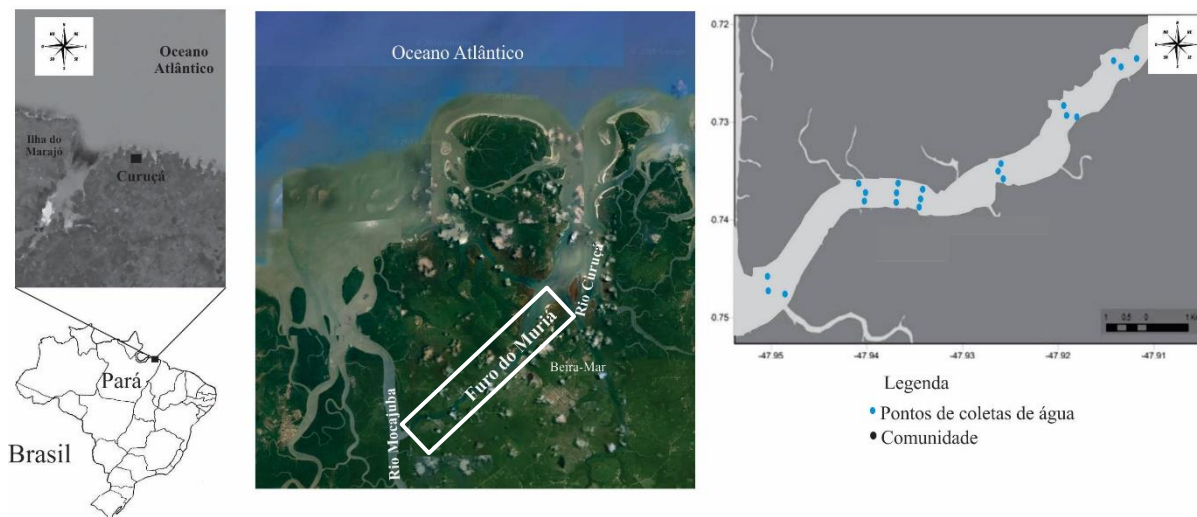 Oceano
Atlântico
Ilha do
Marajó
Curuçá
Pará
Brasil
Oceano Atlântico
Rio Curuçá
Furo do Muriá
Beira-Mar
Rio Mocajuba
0.72
0.73
0.74
0.75
-47.95
-47.94
-47.93
-47.92
-47.91
Legenda
Pontos de coletas de água
Comunidade